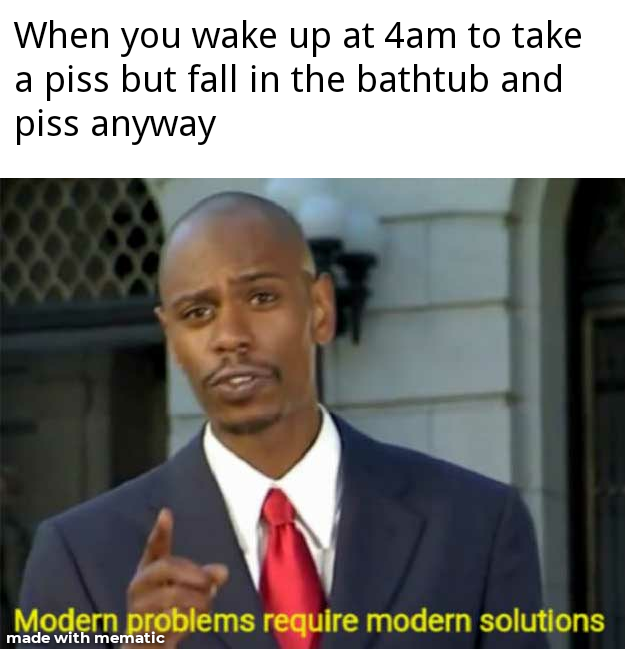 When you wake up at 4am to take
a piss but fall in the bathtub and
piss anyway
Modern problems require modern solutions
made with mematic